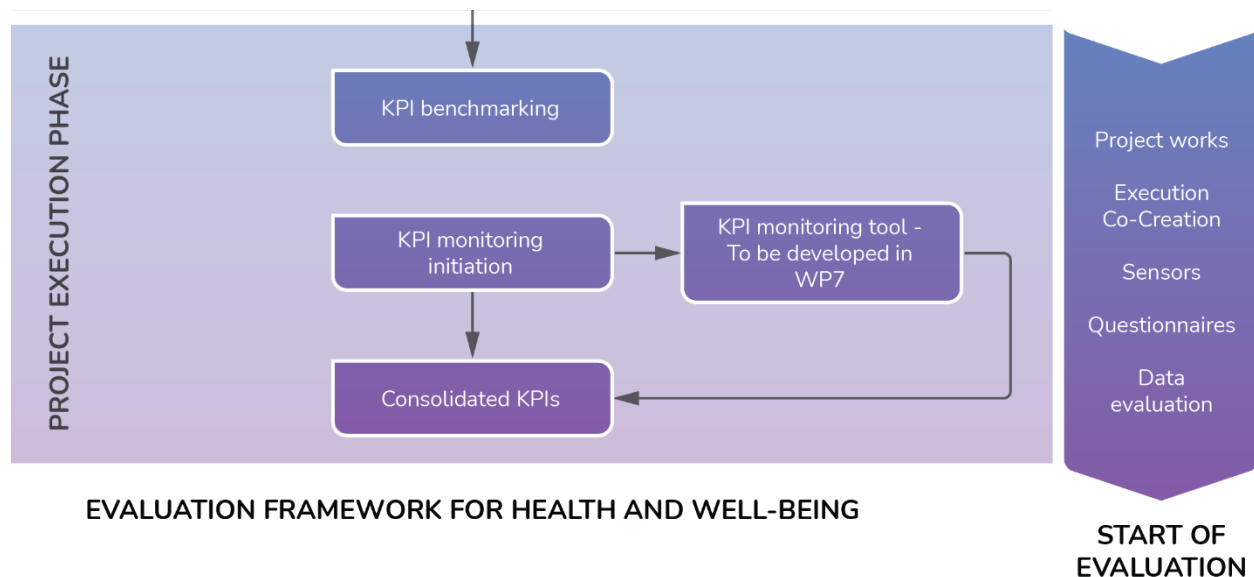 PROJECT EXECUTION PHASE
KPI benchmarking
KPI monitoring
initiation
KPI monitoring tool -
To be developed in
WP7
Consolidated KPIs
Project works
Execution
Co-Creation
Sensors
Questionnaires
Data
evaluation
EVALUATION FRAMEWORK FOR HEALTH AND WELL-BEING
START OF
EVALUATION